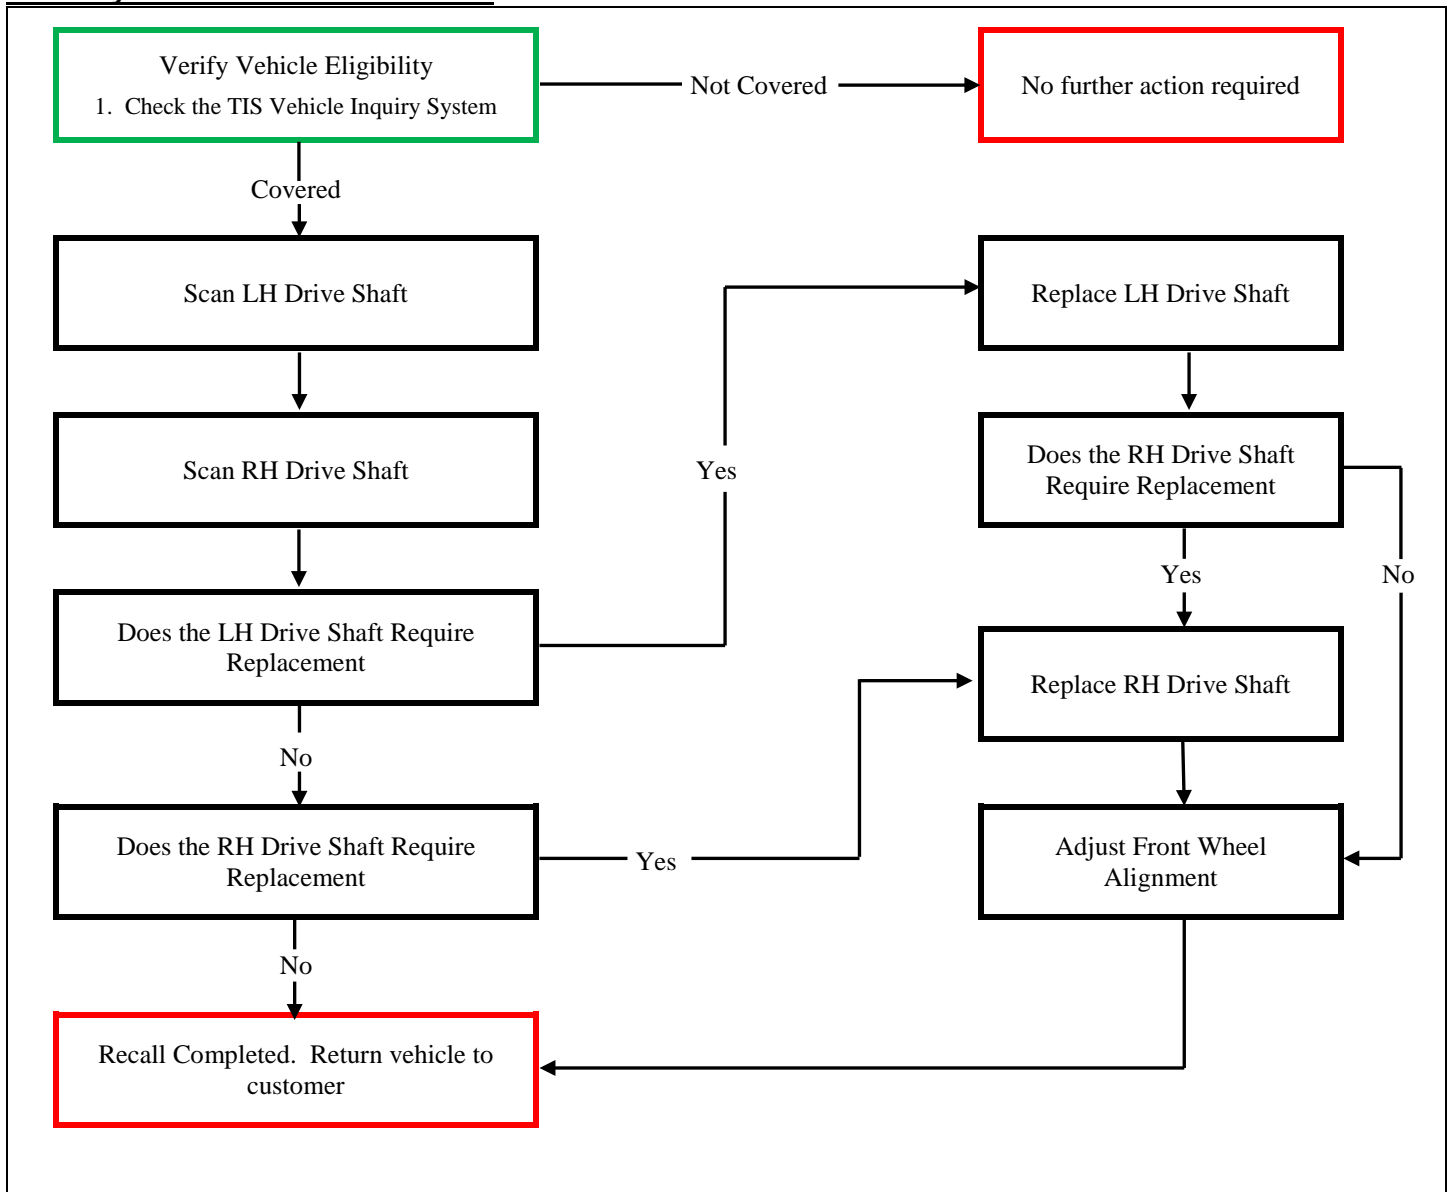 Verify Vehicle Eligibility
1. Check the TIS Vehicle Inquiry System
Not Covered
No further action required
Covered
Scan LH Drive Shaft
Replace LH Drive Shaft
Scan RH Drive Shaft
Yes
Does the RH Drive Shaft
Require Replacement
Yes
No
Does the LH Drive Shaft Require
Replacement
Replace RH Drive Shaft
No
Does the RH Drive Shaft Require
Replacement
Yes
Adjust Front Wheel
Alignment
No
Recall Completed.  Return vehicle to
customer